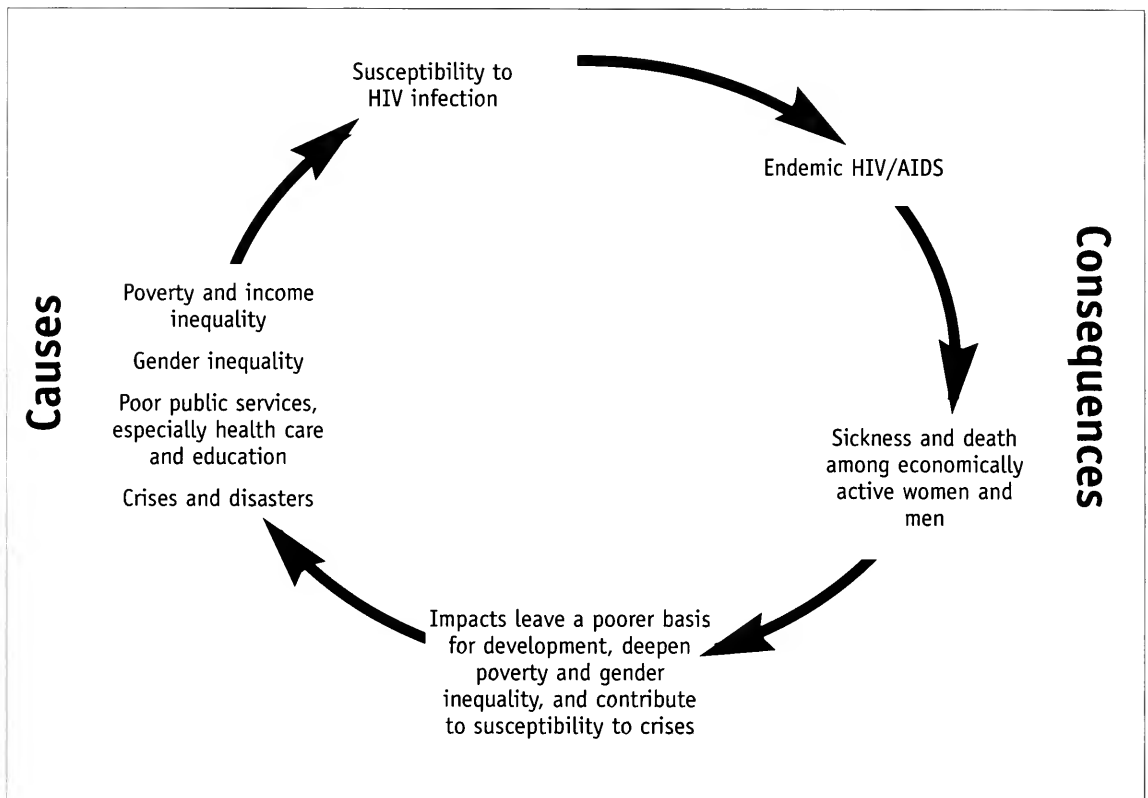 Susceptibility to
HIV infection
Endemic HIV/AIDS
Consequences
Sickness and death
among economically
active women and
men
Impacts leave a poorer basis
for development, deepen
poverty and gender
inequality, and contribute
to susceptibility to crises
Causes
Poverty and income
inequality
Gender inequality
Poor public services,
especially health care
and education
Crises and disasters